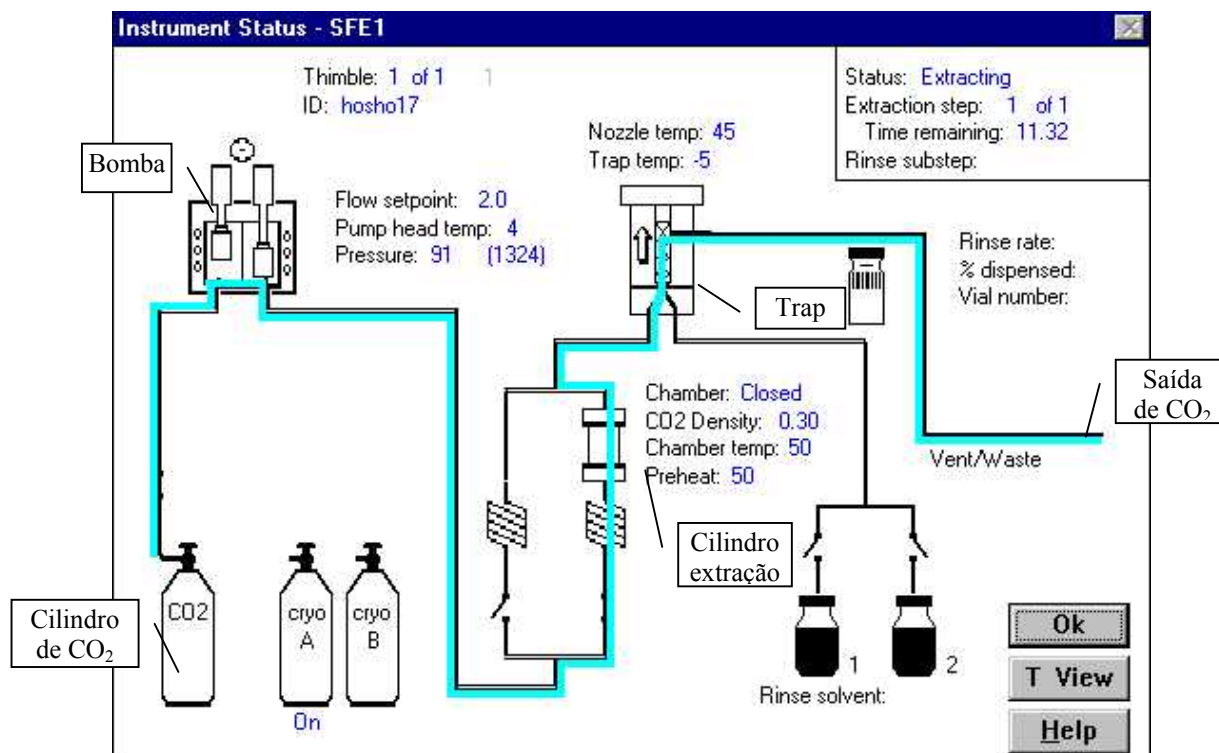 Instrument Status - SFE1
Thimble: 1 of 1 1
ID: hosho17
Status: Extracting
Extraction step: 1 of 1
Time remaining: 11.32
Rinse substep:
Nozzle temp: 45
Trap temp: -5
Bomba
Flow setpoint: 2.0
Pump head temp: 4
Pressure: 91 (1324)
Rinse rate:
% dispensed:
Vial number:
Trap
Chamber: Closed
CO2 Density: 0.30
Chamber temp: 50
Preheat: 50
Saída
de CO₂
Vent/Waste
Cilindro
extração
CO2
cryo
A
cryo
B
Cilindro
de CO₂
On
1
2
Rinse solvent:
Ok
T View
Help